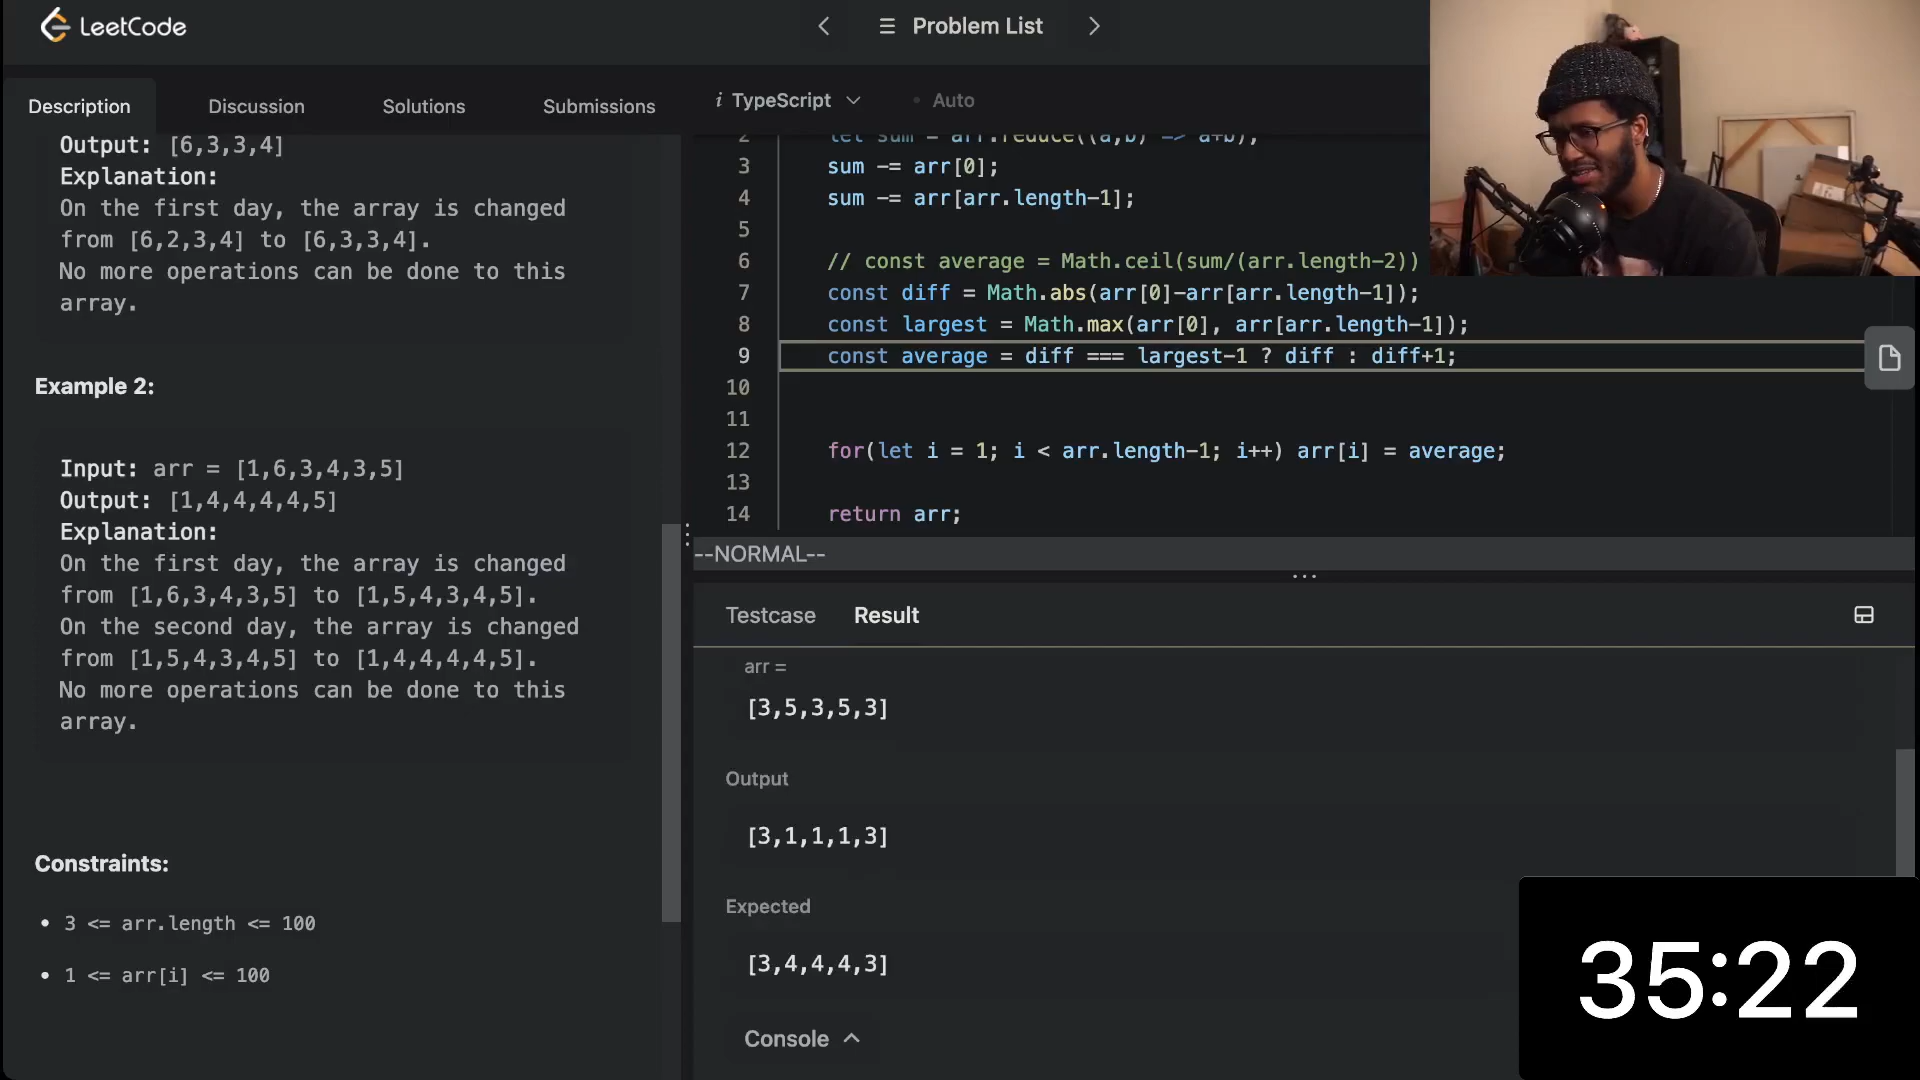 LeetCode
Problem List
Description
Discussion
Solutions
Submissions
Output: [6,3,3,4]
Explanation:
On the first day, the array is changed
from [6,2,3,4] to [6,3,3,4].
No more operations can be done to this
array.
Example 2:
Input: arr = [1,6,3,4,3,5]
Output: [1,4,4,4,4,5]
Explanation:
On the first day, the array is changed
from [1,6,3,4,3,5] to [1,5,4,3,4,5].
On the second day, the array is changed
from [1,5,4,3,4,5] to [1,4,4,4,4,5].
No more operations can be done to this
array.
Constraints:
• 3 <= arr.length <= 100
• 1 <= arr[i] <= 100
i TypeScript
• Auto
2 let sum = arr.reduce((a,b) => a+b);
3 sum -= arr[0];
4 sum -= arr[arr.length-1];
5
6 // const average = Math.ceil(sum/(arr.length-2))
7 const diff = Math.abs(arr[0]-arr[arr.length-1]);
8 const largest = Math.max(arr[0], arr[arr.length-1]);
9 const average = diff === largest-1 ? diff : diff+1;
10
11
12 for(let i = 1; i < arr.length-1; i++) arr[i] = average;
13
14 return arr;
--NORMAL--
Testcase
Result
arr =
[3,5,3,5,3]
Output
[3,1,1,1,3]
Expected
[3,4,4,4,3]
Console
35:22